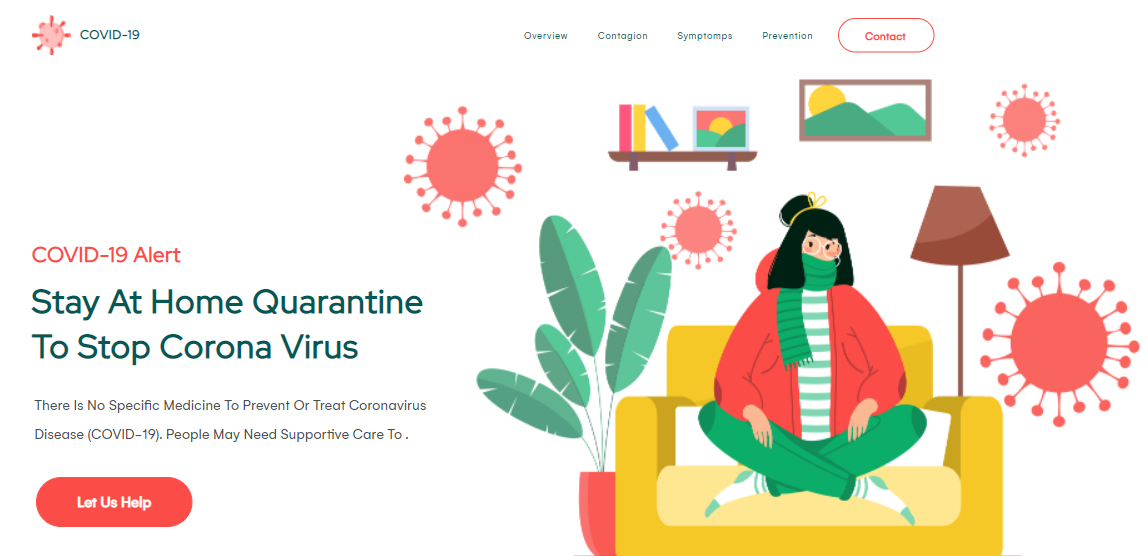 COVID-19
Overview
Contagion
Symptomps
Prevention
Contact
COVID-19 Alert
Stay At Home Quarantine
To Stop Corona Virus
There Is No Specific Medicine To Prevent Or Treat Coronavirus
Disease (COVID-19). People May Need Supportive Care To .
Let Us Help